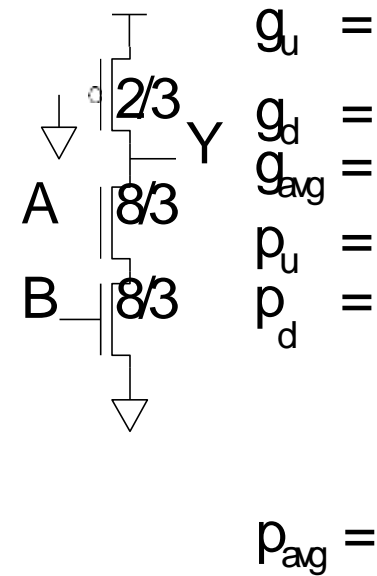 g_u =
2/3
g_d =
Y
g_avg =
A
8/3
p_u =
B
8/3
p_d =
p_avg =